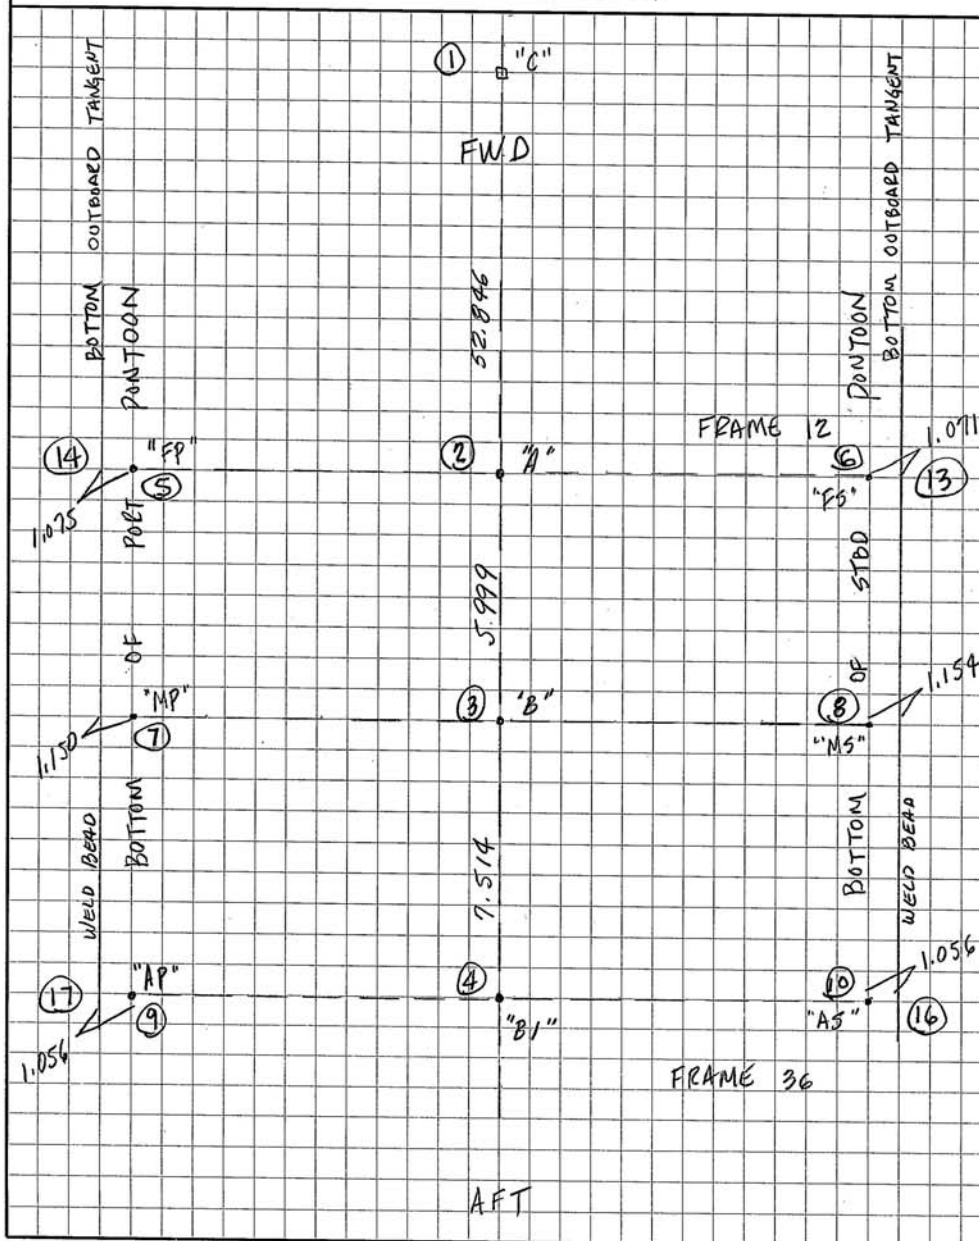 ① "C"
FWD
BOTTOM OUTBOARD TANGENT
BOTTOM OUTBOARD TANGENT
52.846
FRAME 12
⑭ "FP" ⑤
1.075
② "A"
⑥ "FS"
1.071 ⑬
5.999
"MP" ⑦
1.150
③ "B"
⑧ "MS"
1.154
BOTTOM OF PORT PONTOON
BOTTOM OF STBD PONTOON
7.514
WELD BEAD
WELD BEAD
⑰ "AP" ⑨
1.056
④ "B1"
⑩ "AS"
1.056 ⑯
FRAME 36
AFT